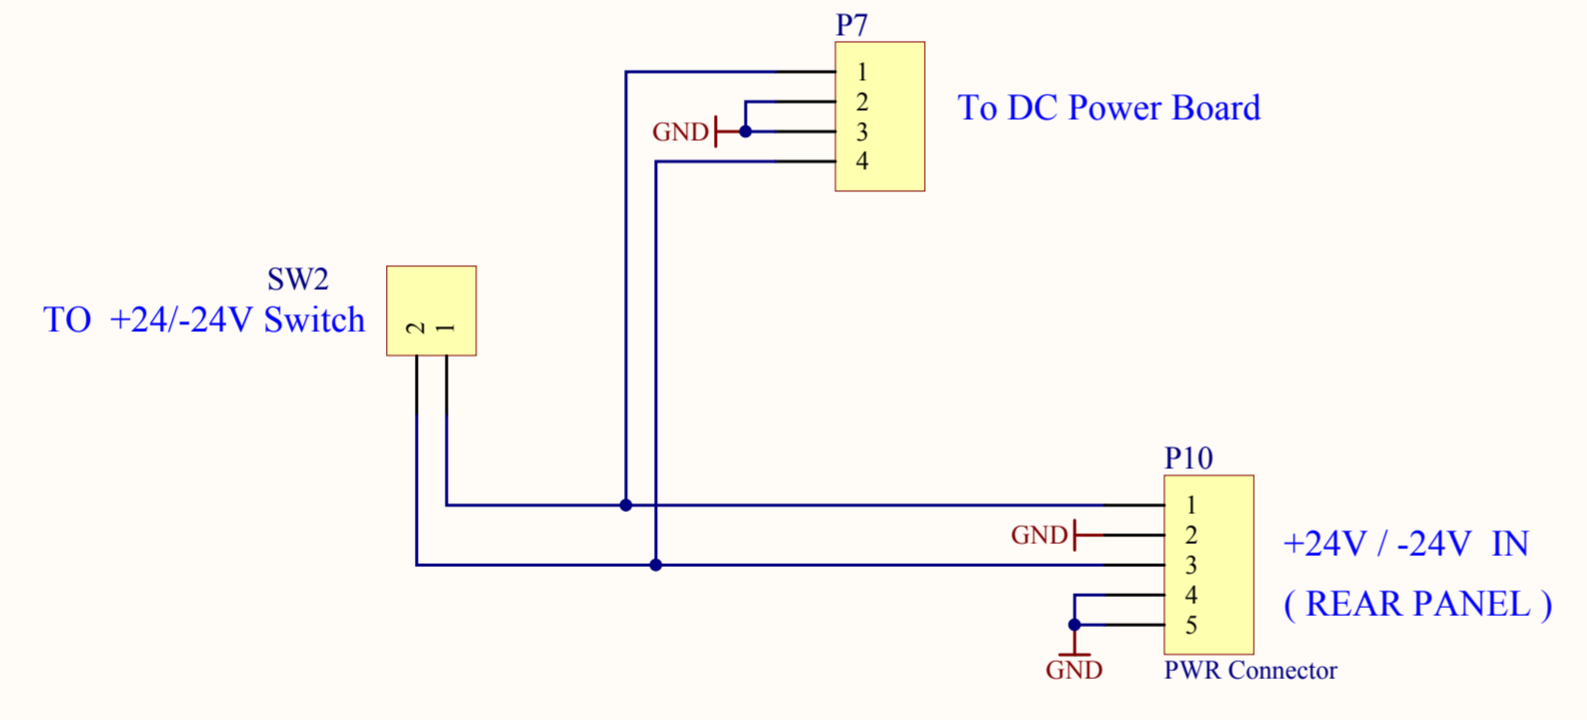 P7
1
2
GND 3
4
To DC Power Board
SW2
TO +24/-24V Switch
2 1
P10
1
GND 2
3
4
5
GND
+24V / -24V IN
( REAR PANEL )
PWR Connector